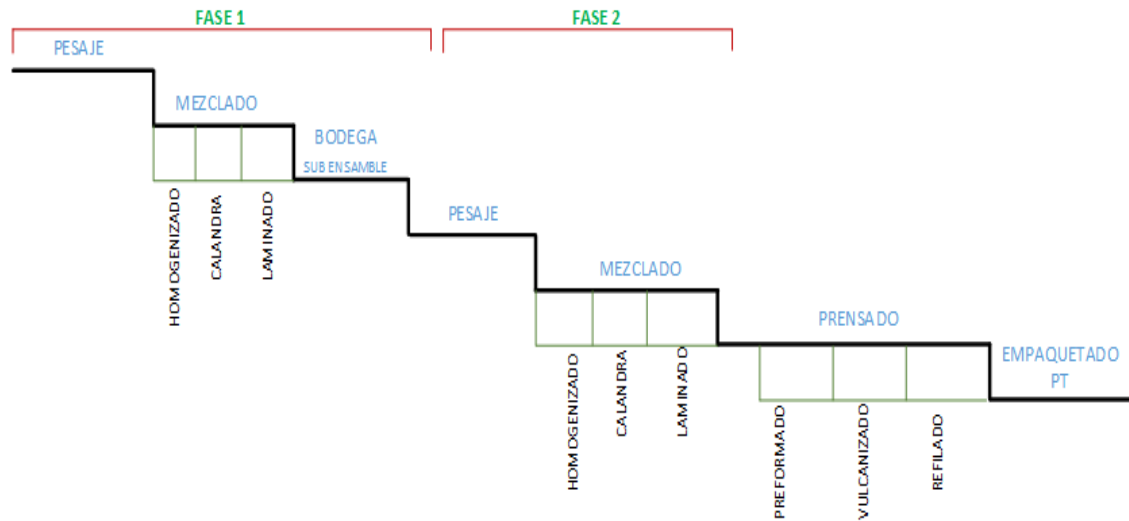 FASE 1
FASE 2
PESAJE
MEZCLADO
BODEGA
SUB ENSAMBLE
HOMOGENIZADO
CALANDRA
LAMINADO
PESAJE
MEZCLADO
HOMOGENIZADO
CALANDRA
LAMINADO
PRENSADO
PREFORMADO
VULCANIZADO
REFILADO
EMPAQUETADO
PT